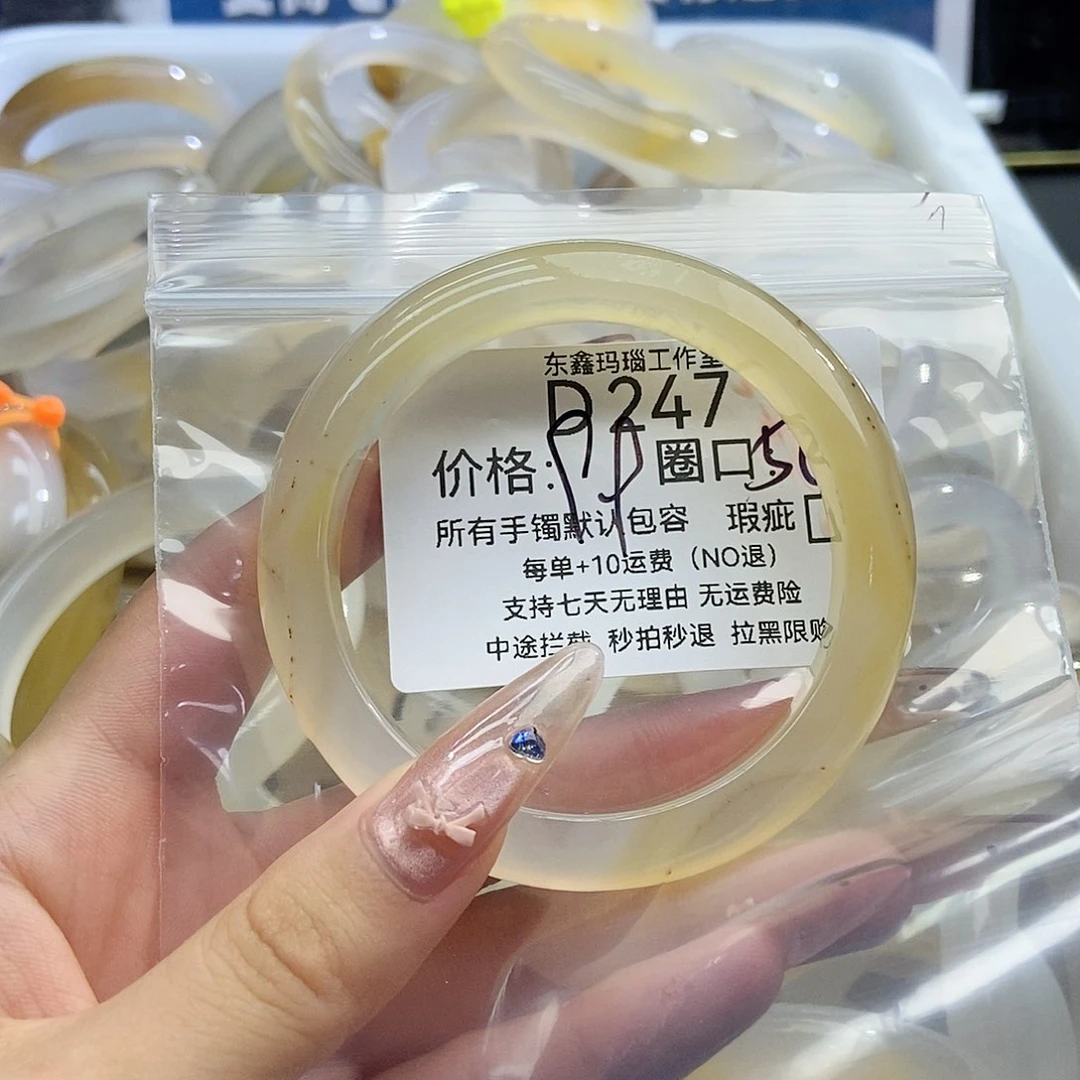 东鑫玛瑙工作室
B247
价格: 圈口:
所有手镯默认包容 瑕疵
每单+10运费（NO退）
支持七天无理由 无运费险
中途拦截 秒拍秒退 拉黑限购